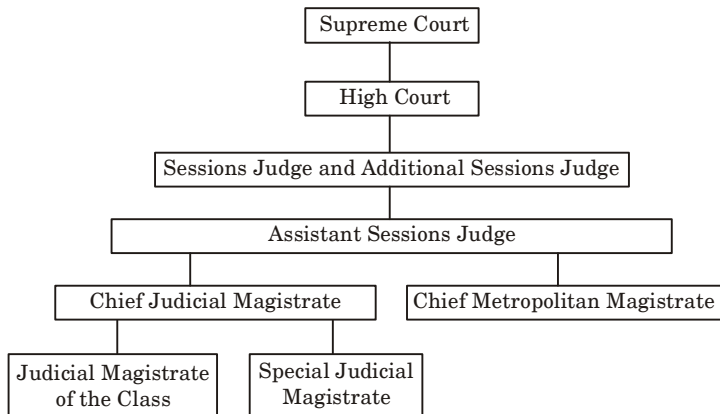 Supreme Court
High Court
Sessions Judge and Additional Sessions Judge
Assistant Sessions Judge
Chief Judicial Magistrate
Chief Metropolitan Magistrate
Judicial Magistrate
of the Class
Special Judicial
Magistrate